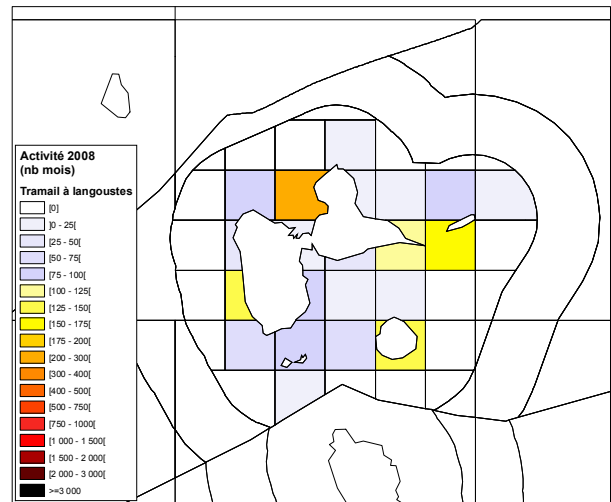 Activité 2008
(nb mois)
Tramail à langoustes
[0]
]0 - 25[
[25 - 50[
[50 - 75[
[75 - 100[
[100 - 125[
[125 - 150[
[150 - 175[
[175 - 200[
[200 - 300[
[300 - 400[
[400 - 500[
[500 - 750[
[750 - 1000[
[1 000 - 1 500[
[1 500 - 2 000[
[2 000 - 3 000[
>=3 000